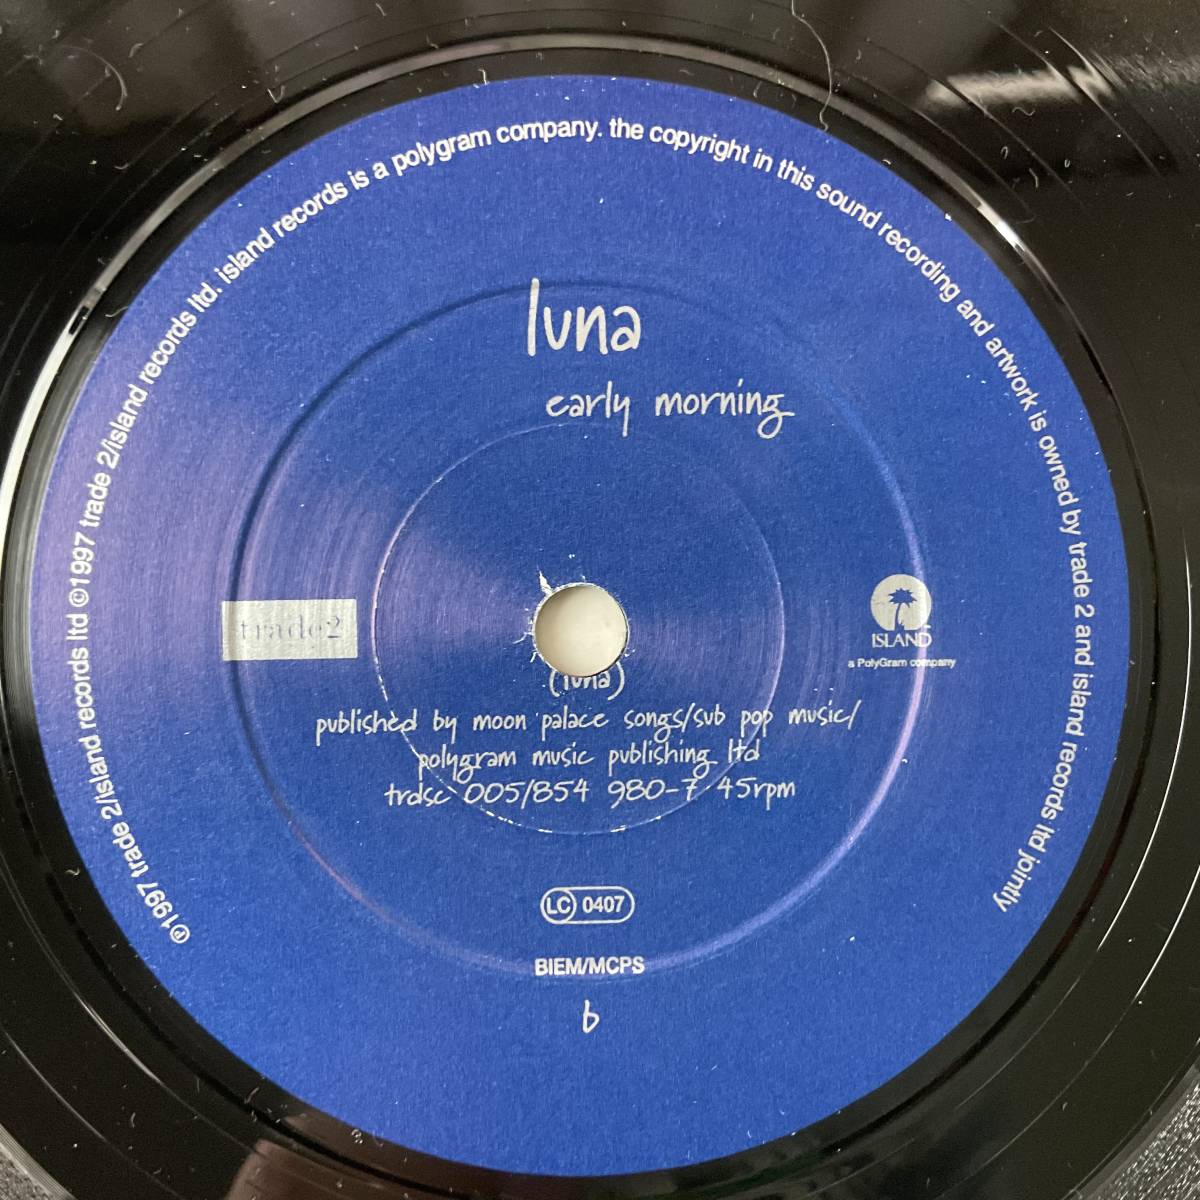 ℗1997 trade 2/island records ltd ©1997 trade 2/island records ltd. island records is a polygram company. the copyright in this sound recording and artwork is owned by trade 2 and island records ltd jointly
luna
early morning
trade2
ISLAND
a PolyGram company
(luna)
published by moon palace songs/sub pop music/
polygram music publishing ltd
trdsc 005/854 980-7 45rpm
LC 0407
BIEM/MCPS
b